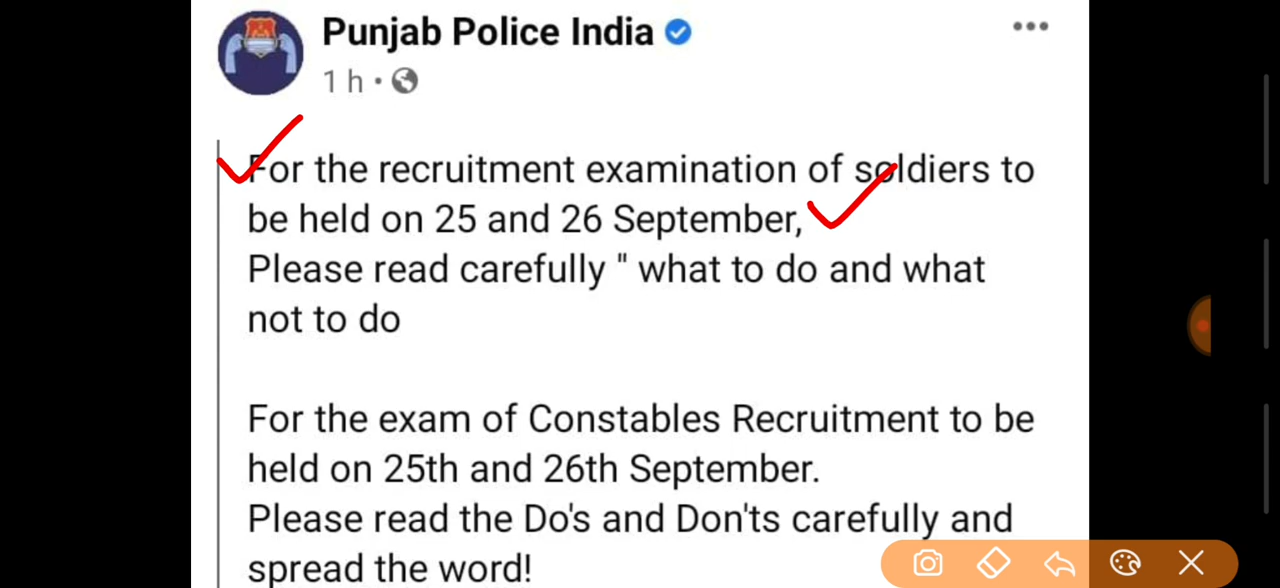 Punjab Police India
1 h •
For the recruitment examination of soldiers to
be held on 25 and 26 September,
Please read carefully " what to do and what
not to do
For the exam of Constables Recruitment to be
held on 25th and 26th September.
Please read the Do's and Don'ts carefully and
spread the word!